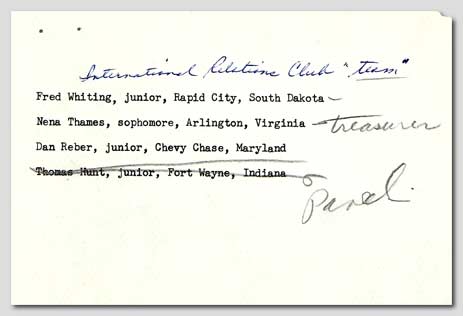 International Relations Club "team"
Fred Whiting, junior, Rapid City, South Dakota
Nena Thames, sophomore, Arlington, Virginia - treasurer
Dan Reber, junior, Chevy Chase, Maryland
Thomas Hunt, junior, Fort Wayne, Indiana
Panel.